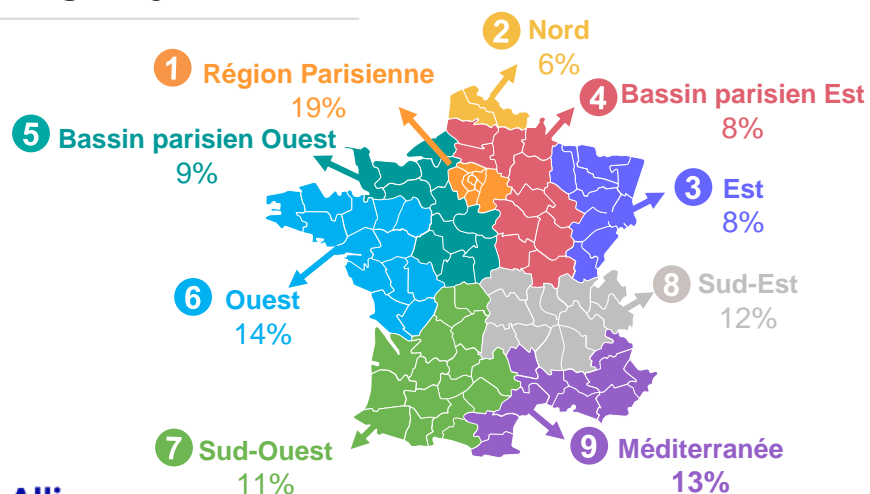 2 Nord
6%
1 Région Parisienne
19%
4 Bassin parisien Est
8%
5 Bassin parisien Ouest
9%
3 Est
8%
6 Ouest
14%
8 Sud-Est
12%
7 Sud-Ouest
11%
9 Méditerranée
13%